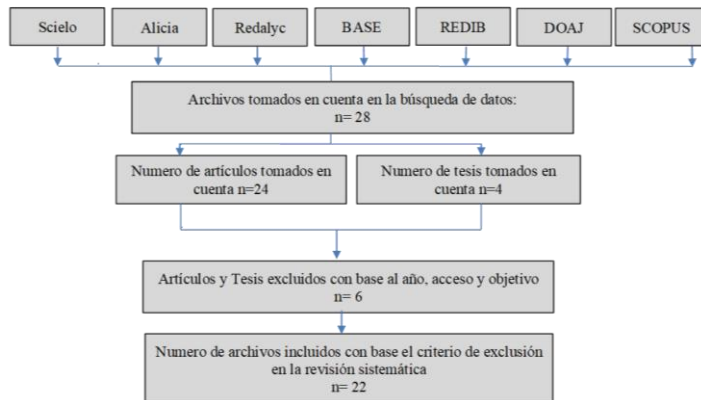 Scielo
Alicia
Redalyc
BASE
REDIB
DOAJ
SCOPUS
Archivos tomados en cuenta en la búsqueda de datos:
n= 28
Numero de artículos tomados en
cuenta n=24
Numero de tesis tomados en
cuenta n=4
Artículos y Tesis excluidos con base al año, acceso y objetivo
n= 6
Numero de archivos incluidos con base el criterio de exclusión
en la revisión sistemática
n= 22